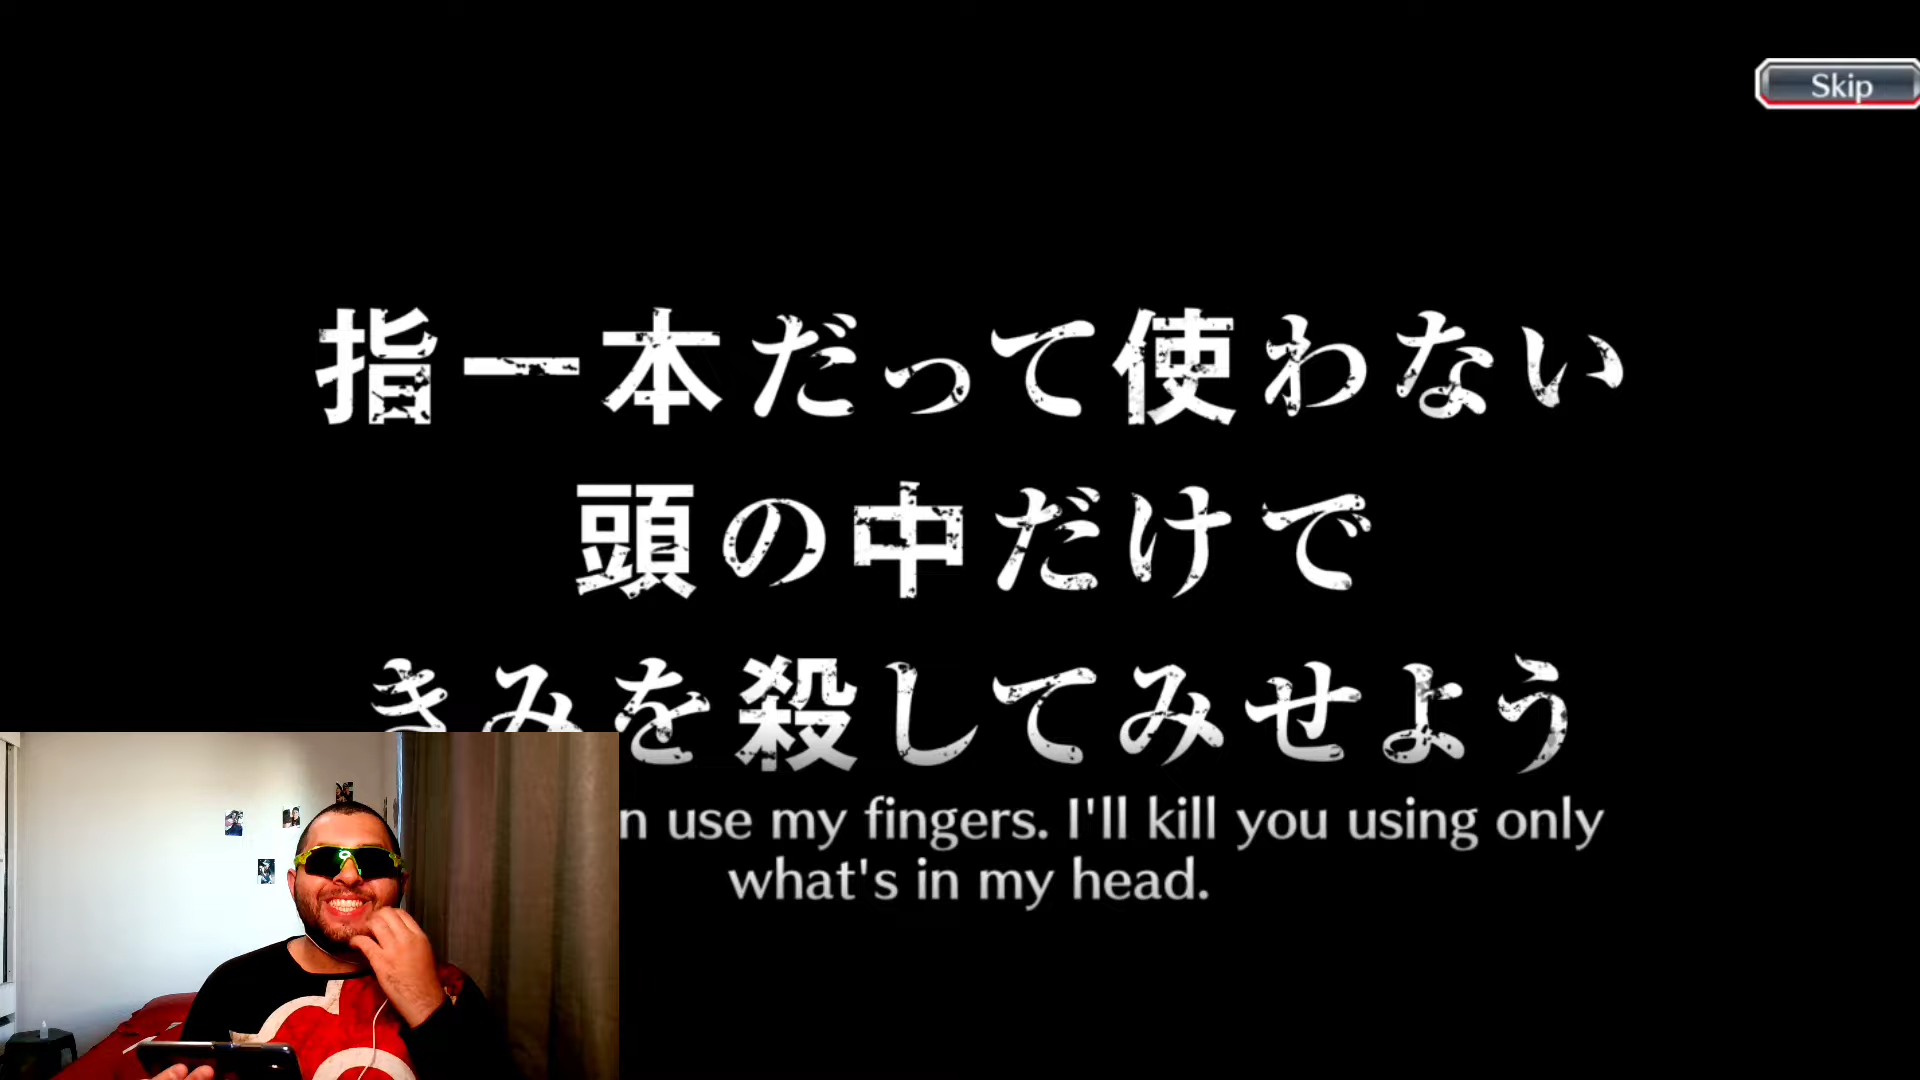 Skip
指一本だって使わない
頭の中だけで
きみを殺してみせよう
use my fingers. I'll kill you using only
what's in my head.